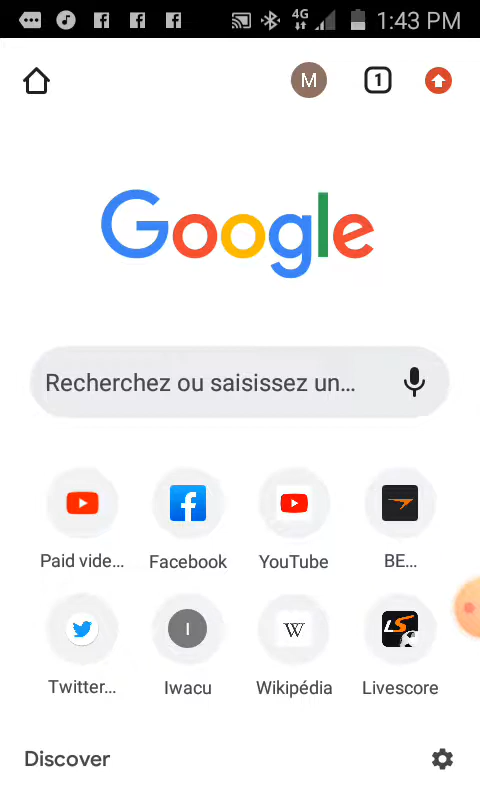 4G 1:43 PM
M 1
Google
Recherchez ou saisissez un...
Paid vide... Facebook YouTube BE...
Twitter... Iwacu Wikipédia Livescore
Discover